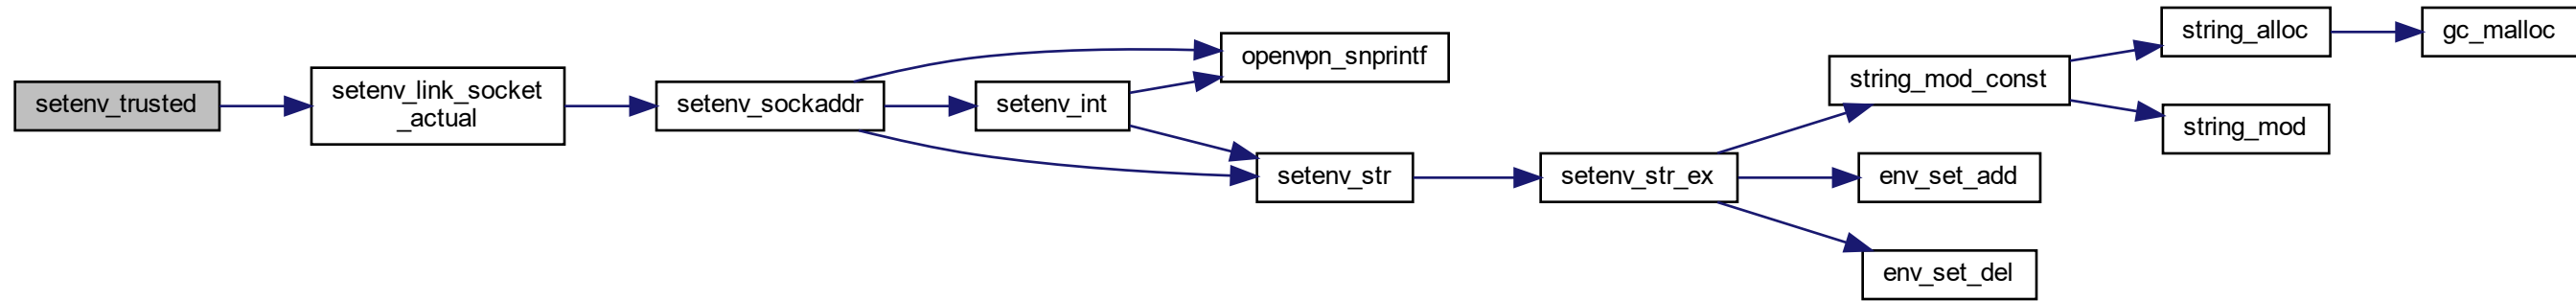 setenv_trusted
setenv_link_socket
_actual
setenv_sockaddr
openvpn_snprintf
setenv_int
setenv_str
setenv_str_ex
string_mod_const
string_alloc
gc_malloc
string_mod
env_set_add
env_set_del